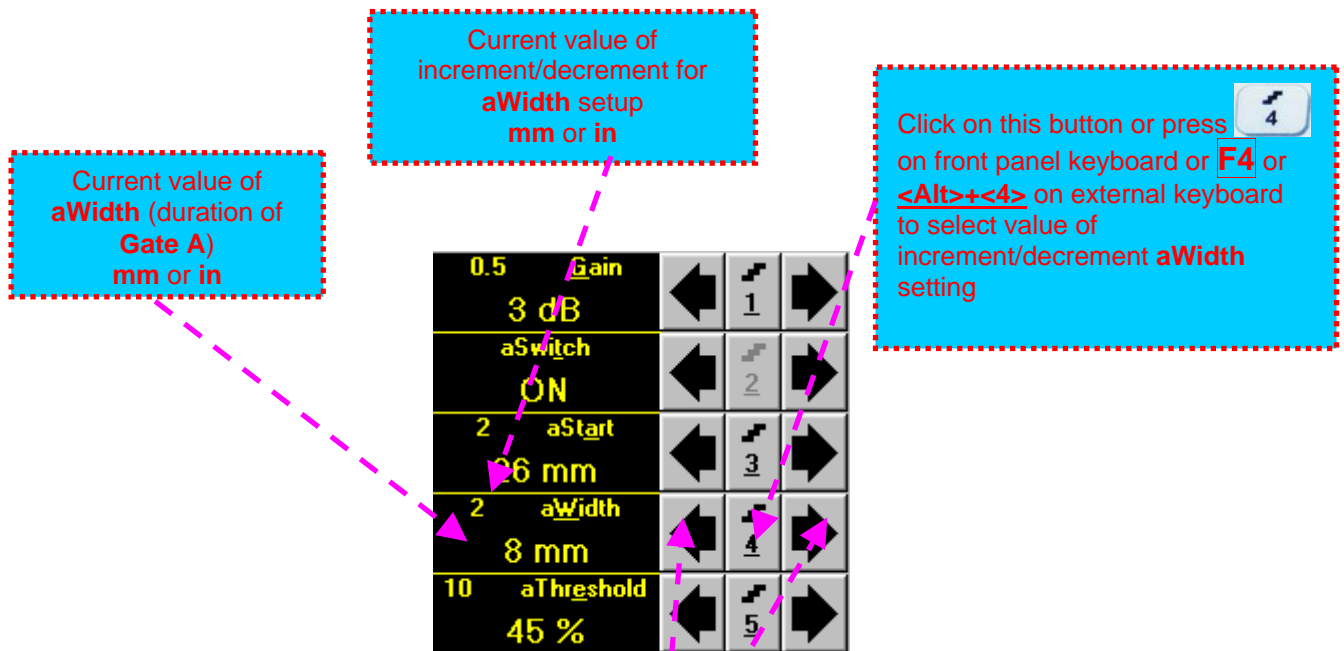 Current value of
increment/decrement for
aWidth setup
mm or in
Current value of
aWidth (duration of
Gate A)
mm or in
Click on this button or press 4
on front panel keyboard or F4 or
<Alt>+<4> on external keyboard
to select value of
increment/decrement aWidth
setting
0.5 Gain
3 dB
1
aSwitch
ON
2
2 aStart
26 mm
3
2 aWidth
8 mm
4
10 aThreshold
45 %
5